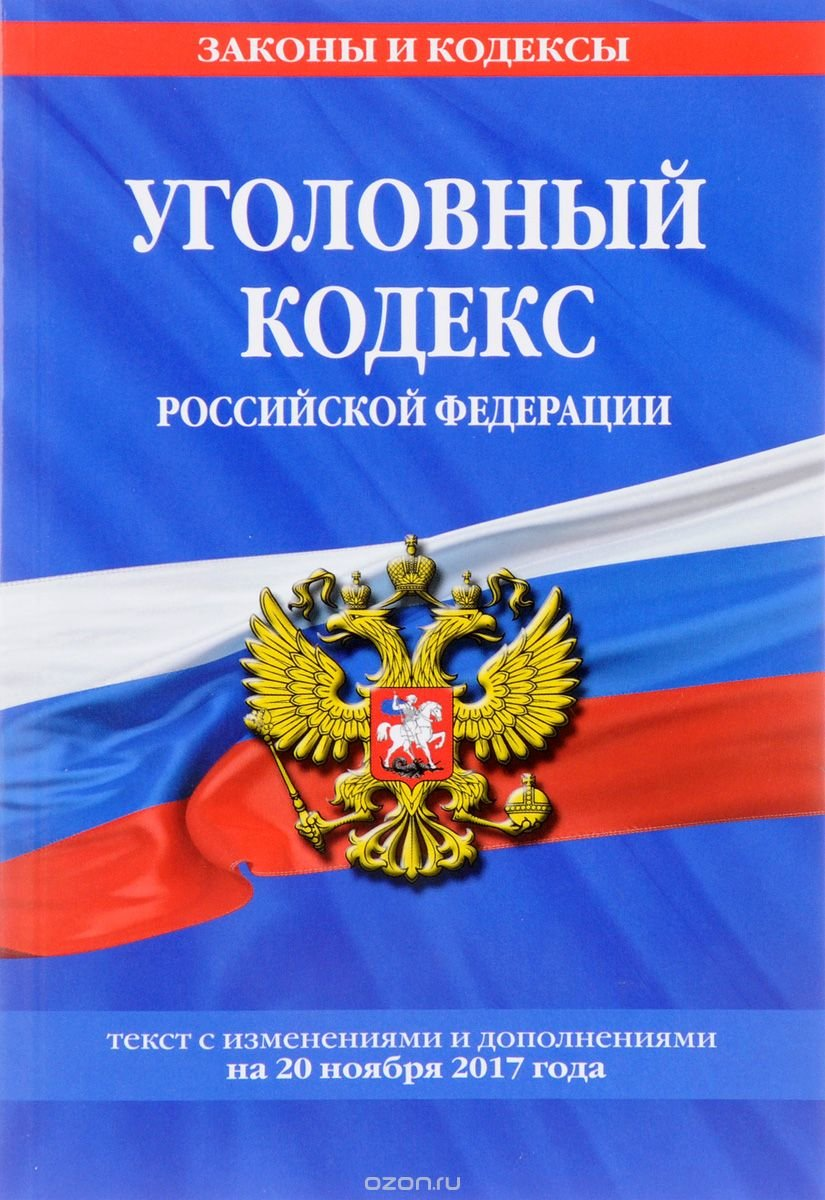 ЗАКОНЫ И КОДЕКСЫ
УГОЛОВНЫЙ
КОДЕКС
РОССИЙСКОЙ ФЕДЕРАЦИИ
текст с изменениями и дополнениями
на 20 ноября 2017 года
ozon.ru